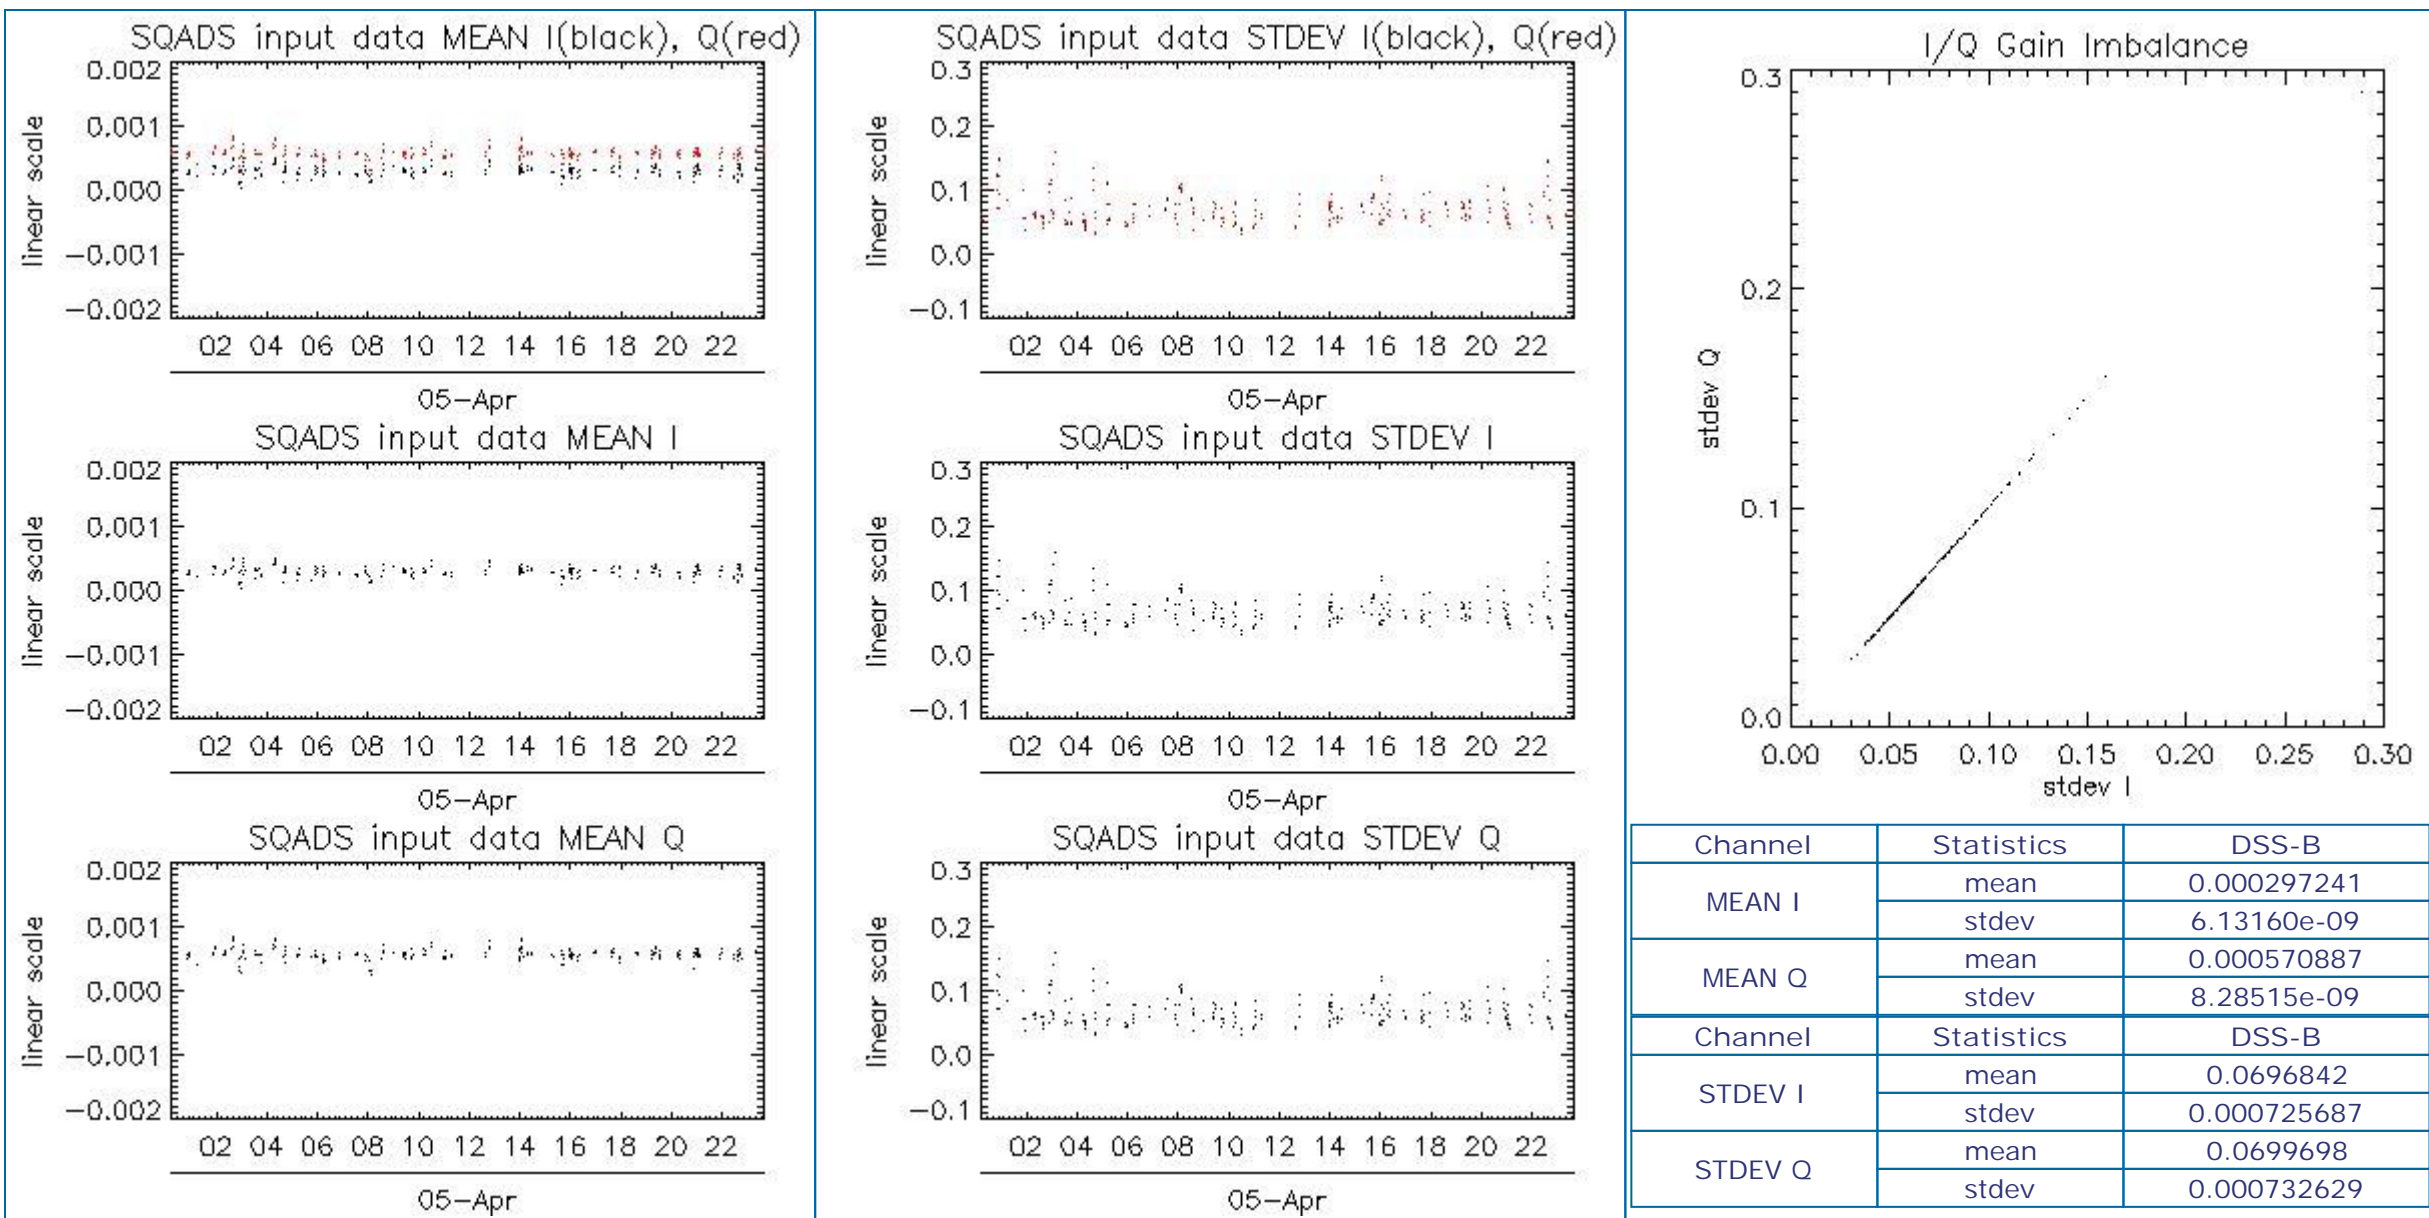 SQADS input data MEAN I(black), Q(red)
linear scale
0.002
0.001
0.000
−0.001
−0.002
02 04 06 08 10 12 14 16 18 20 22
05−Apr
SQADS input data MEAN I
linear scale
0.002
0.001
0.000
−0.001
−0.002
02 04 06 08 10 12 14 16 18 20 22
05−Apr
SQADS input data MEAN Q
linear scale
0.002
0.001
0.000
−0.001
−0.002
02 04 06 08 10 12 14 16 18 20 22
05−Apr
SQADS input data STDEV I(black), Q(red)
linear scale
0.3
0.2
0.1
0.0
−0.1
02 04 06 08 10 12 14 16 18 20 22
05−Apr
SQADS input data STDEV I
linear scale
0.3
0.2
0.1
0.0
−0.1
02 04 06 08 10 12 14 16 18 20 22
05−Apr
SQADS input data STDEV Q
linear scale
0.3
0.2
0.1
0.0
−0.1
02 04 06 08 10 12 14 16 18 20 22
05−Apr
I/Q Gain Imbalance
stdev Q
0.3
0.2
0.1
0.0
0.00 0.05 0.10 0.15 0.20 0.25 0.30
stdev I
Channel Statistics DSS-B
MEAN I mean 0.000297241
stdev 6.13160e-09
MEAN Q mean 0.000570887
stdev 8.28515e-09
Channel Statistics DSS-B
STDEV I mean 0.0696842
stdev 0.000725687
STDEV Q mean 0.0699698
stdev 0.000732629